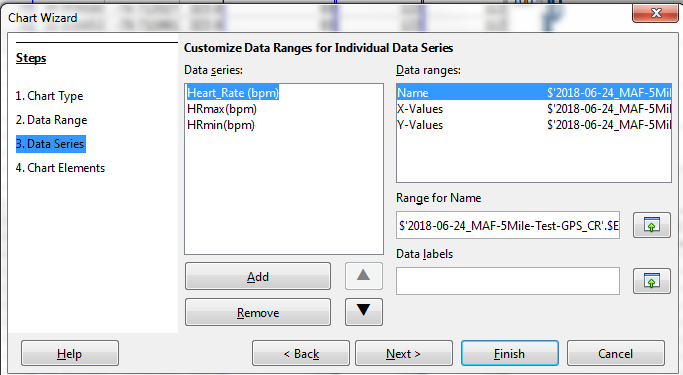 Chart Wizard
Steps
1. Chart Type
2. Data Range
3. Data Series
4. Chart Elements
Customize Data Ranges for Individual Data Series
Data series:
Heart_Rate (bpm)
HRmax(bpm)
HRmin(bpm)
Add
Remove
Data ranges:
Name $'2018-06-24_MAF-5Mil
X-Values $'2018-06-24_MAF-5Mil
Y-Values $'2018-06-24_MAF-5Mil
Range for Name
$'2018-06-24_MAF-5Mile-Test-GPS_CR'.$E
Data labels
Help
< Back
Next >
Finish
Cancel